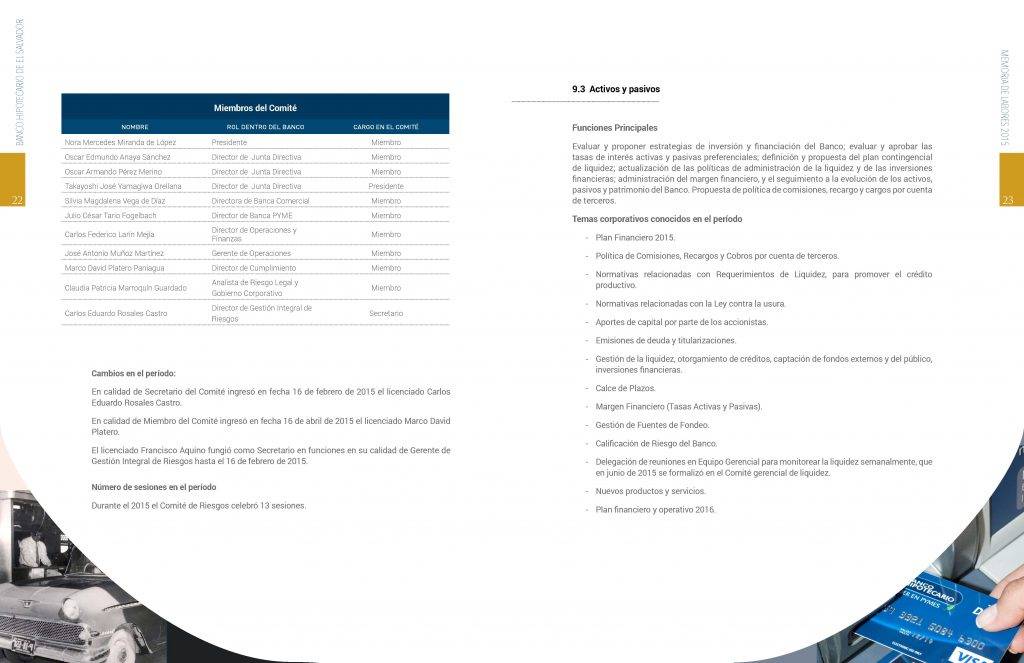 BANCO HIPOTECARIO DE EL SALVADOR
22
Miembros del Comité
NOMBRE ROL DENTRO DEL BANCO CARGO EN EL COMITÉ
Nora Mercedes Miranda de López Presidente Miembro
Oscar Edmundo Anaya Sánchez Director de Junta Directiva Miembro
Oscar Armando Pérez Merino Director de Junta Directiva Miembro
Takayoshi José Yamagiwa Orellana Director de Junta Directiva Presidente
Silvia Magdalena Vega de Díaz Directora de Banca Comercial Miembro
Julio César Tario Fogelbach Director de Banca PYME Miembro
Carlos Federico Larin Mejía Director de Operaciones y
Finanzas Miembro
José Antonio Muñoz Martínez Gerente de Operaciones Miembro
Marco David Platero Paniagua Director de Cumplimiento Miembro
Claudia Patricia Marroquín Guardado Analista de Riesgo Legal y
Gobierno Corporativo Miembro
Carlos Eduardo Rosales Castro Director de Gestión Integral de
Riesgos Secretario
Cambios en el período:
En calidad de Secretario del Comité ingresó en fecha 16 de febrero de 2015 el licenciado Carlos
Eduardo Rosales Castro.
En calidad de Miembro del Comité ingresó en fecha 16 de abril de 2015 el licenciado Marco David
Platero.
El licenciado Francisco Aquino fungió como Secretario en funciones en su calidad de Gerente de
Gestión Integral de Riesgos hasta el 16 de febrero de 2015.
Número de sesiones en el período
Durante el 2015 el Comité de Riesgos celebró 13 sesiones.
9.3 Activos y pasivos
Funciones Principales
Evaluar y proponer estrategias de inversión y financiación del Banco; evaluar y aprobar las
tasas de interés activas y pasivas preferenciales; definición y propuesta del plan contingencial
de liquidez; actualización de las políticas de administración de la liquidez y de las inversiones
financieras; administración del margen financiero, y el seguimiento a la evolución de los activos,
pasivos y patrimonio del Banco. Propuesta de política de comisiones, recargo y cargos por cuenta
de terceros.
Temas corporativos conocidos en el período
- Plan Financiero 2015.
- Política de Comisiones, Recargos y Cobros por cuenta de terceros.
- Normativas relacionadas con Requerimientos de Liquidez, para promover el crédito
productivo.
- Normativas relacionadas con la Ley contra la usura.
- Aportes de capital por parte de los accionistas.
- Emisiones de deuda y titularizaciones.
- Gestión de la liquidez, otorgamiento de créditos, captación de fondos externos y del público,
inversiones financieras.
- Calce de Plazos.
- Margen Financiero (Tasas Activas y Pasivas).
- Gestión de Fuentes de Fondeo.
- Calificación de Riesgo del Banco.
- Delegación de reuniones en Equipo Gerencial para monitorear la liquidez semanalmente, que
en junio de 2015 se formalizó en el Comité gerencial de liquidez.
- Nuevos productos y servicios.
- Plan financiero y operativo 2016.
MEMORIA DE LABORES 2015
23
BANCO
HIPOTECARIO
EN PYMES
5084 6300
VISA